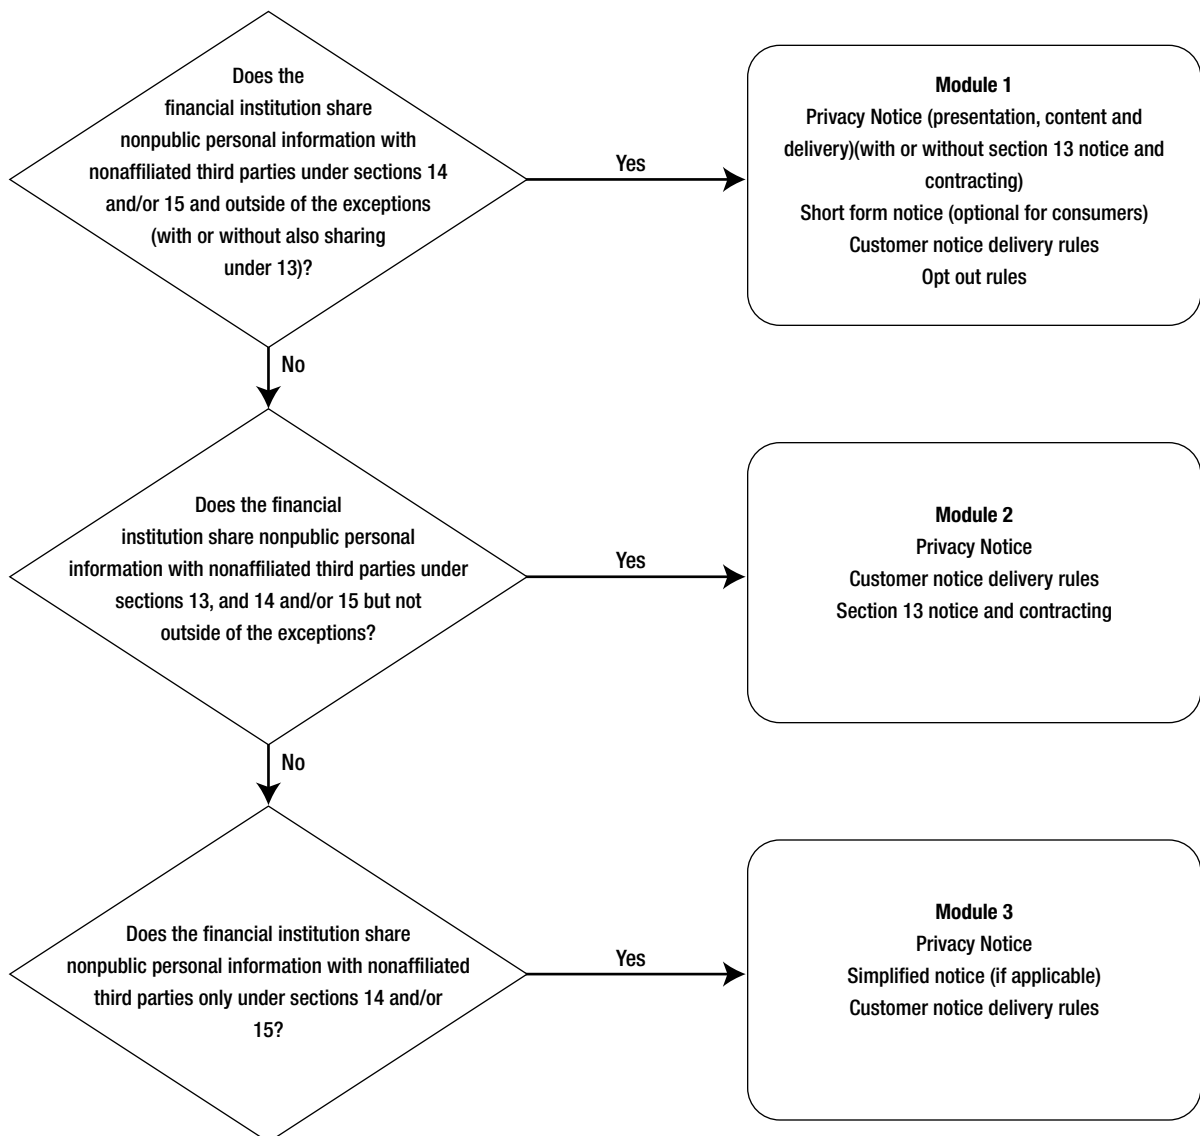 Does the
financial institution share
nonpublic personal information with
nonaffiliated third parties under sections 14
and/or 15 and outside of the exceptions
(with or without also sharing
under 13)?
Yes
Module 1
Privacy Notice (presentation, content and
delivery)(with or without section 13 notice and
contracting)
Short form notice (optional for consumers)
Customer notice delivery rules
Opt out rules
No
Does the financial
institution share nonpublic personal
information with nonaffiliated third parties under
sections 13, and 14 and/or 15 but not
outside of the exceptions?
Yes
Module 2
Privacy Notice
Customer notice delivery rules
Section 13 notice and contracting
No
Does the financial institution share
nonpublic personal information with nonaffiliated
third parties only under sections 14 and/or
15?
Yes
Module 3
Privacy Notice
Simplified notice (if applicable)
Customer notice delivery rules